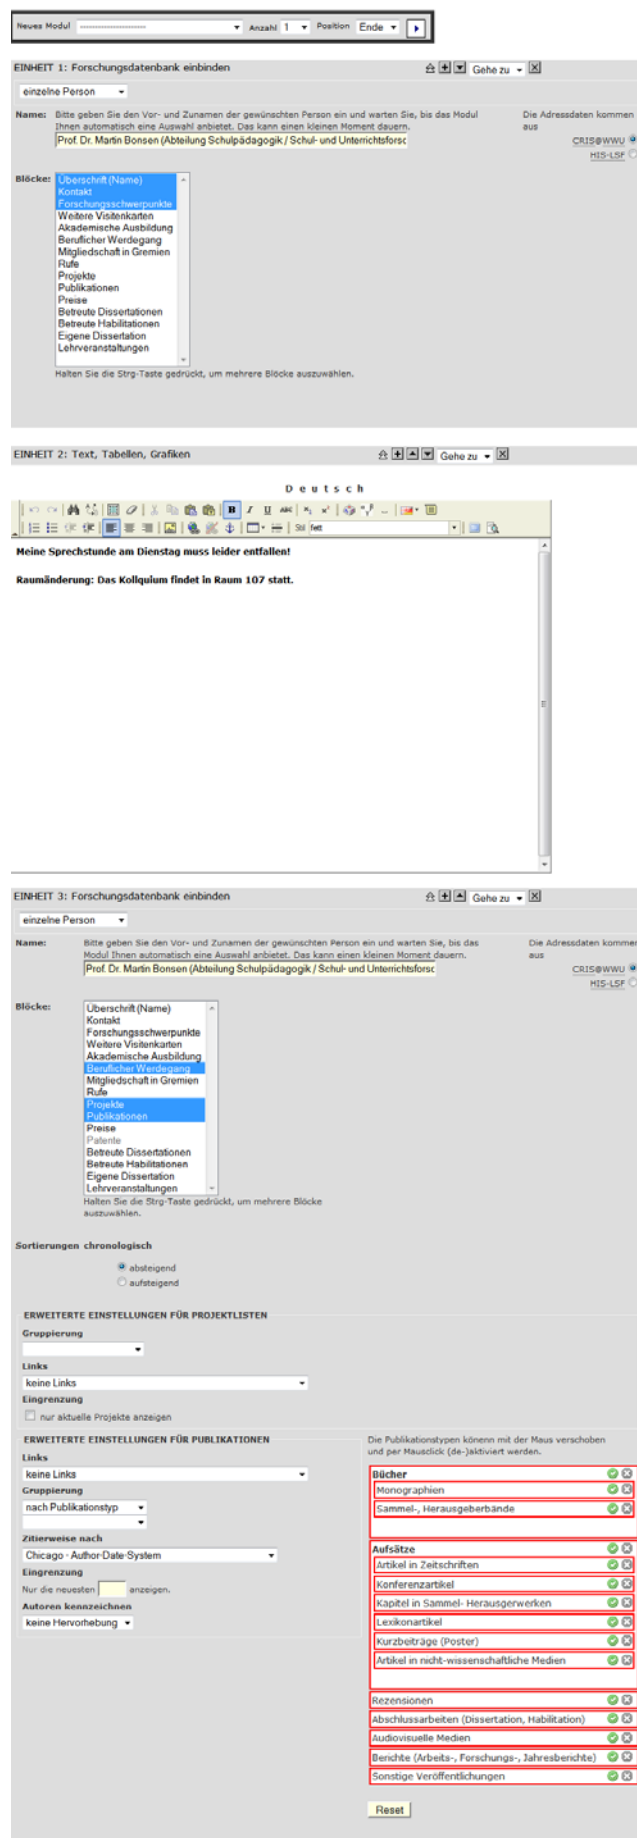 Neues Modul ---------------------- Anzahl 1 Position Ende
EINHEIT 1: Forschungsdatenbank einbinden Gehe zu
einzelne Person
Name: Bitte geben Sie den Vor- und Zunamen der gewünschten Person ein und warten Sie, bis das Modul Die Adressdaten kommen
Ihnen automatisch eine Auswahl anbietet. Das kann einen kleinen Moment dauern. aus
Prof. Dr. Martin Bonsen (Abteilung Schulpädagogik / Schul- und Unterrichtsforsc CRIS@WWU
HIS-LSF
Blöcke: Überschrift (Name)
Kontakt
Forschungsschwerpunkte
Weitere Visitenkarten
Akademische Ausbildung
Beruflicher Werdegang
Mitgliedschaft in Gremien
Rufe
Projekte
Publikationen
Preise
Betreute Dissertationen
Betreute Habilitationen
Eigene Dissertation
Lehrveranstaltungen
Halten Sie die Strg-Taste gedrückt, um mehrere Blöcke auszuwählen.
EINHEIT 2: Text, Tabellen, Grafiken Gehe zu
Deutsch
B I U ABC
Stil fett
Meine Sprechstunde am Dienstag muss leider entfallen!
Raumänderung: Das Kollquium findet in Raum 107 statt.
EINHEIT 3: Forschungsdatenbank einbinden Gehe zu
einzelne Person
Name: Bitte geben Sie den Vor- und Zunamen der gewünschten Person ein und warten Sie, bis das Die Adressdaten kommen
Modul Ihnen automatisch eine Auswahl anbietet. Das kann einen kleinen Moment dauern. aus
Prof. Dr. Martin Bonsen (Abteilung Schulpädagogik / Schul- und Unterrichtsforsc CRIS@WWU
HIS-LSF
Blöcke: Überschrift (Name)
Kontakt
Forschungsschwerpunkte
Weitere Visitenkarten
Akademische Ausbildung
Beruflicher Werdegang
Mitgliedschaft in Gremien
Rufe
Projekte
Publikationen
Preise
Patente
Betreute Dissertationen
Betreute Habilitationen
Eigene Dissertation
Lehrveranstaltungen
Halten Sie die Strg-Taste gedrückt, um mehrere Blöcke
auszuwählen.
Sortierungen chronologisch
absteigend
aufsteigend
ERWEITERTE EINSTELLUNGEN FÜR PROJEKTLISTEN
Gruppierung
Links
keine Links
Eingrenzung
nur aktuelle Projekte anzeigen
ERWEITERTE EINSTELLUNGEN FÜR PUBLIKATIONEN
Links
keine Links
Gruppierung
nach Publikationstyp
Zitierweise nach
Chicago - Author-Date-System
Eingrenzung
Nur die neuesten anzeigen.
Autoren kennzeichnen
keine Hervorhebung
Die Publikationstypen könenn mit der Maus verschoben
und per Mausclick (de-)aktiviert werden.
Bücher
Monographien
Sammel-, Herausgeberbände
Aufsätze
Artikel in Zeitschriften
Konferenzartikel
Kapitel in Sammel- Herausgerwerken
Lexikonartikel
Kurzbeiträge (Poster)
Artikel in nicht-wissenschaftliche Medien
Rezensionen
Abschlussarbeiten (Dissertation, Habilitation)
Audiovisuelle Medien
Berichte (Arbeits-, Forschungs-, Jahresberichte)
Sonstige Veröffentlichungen
Reset